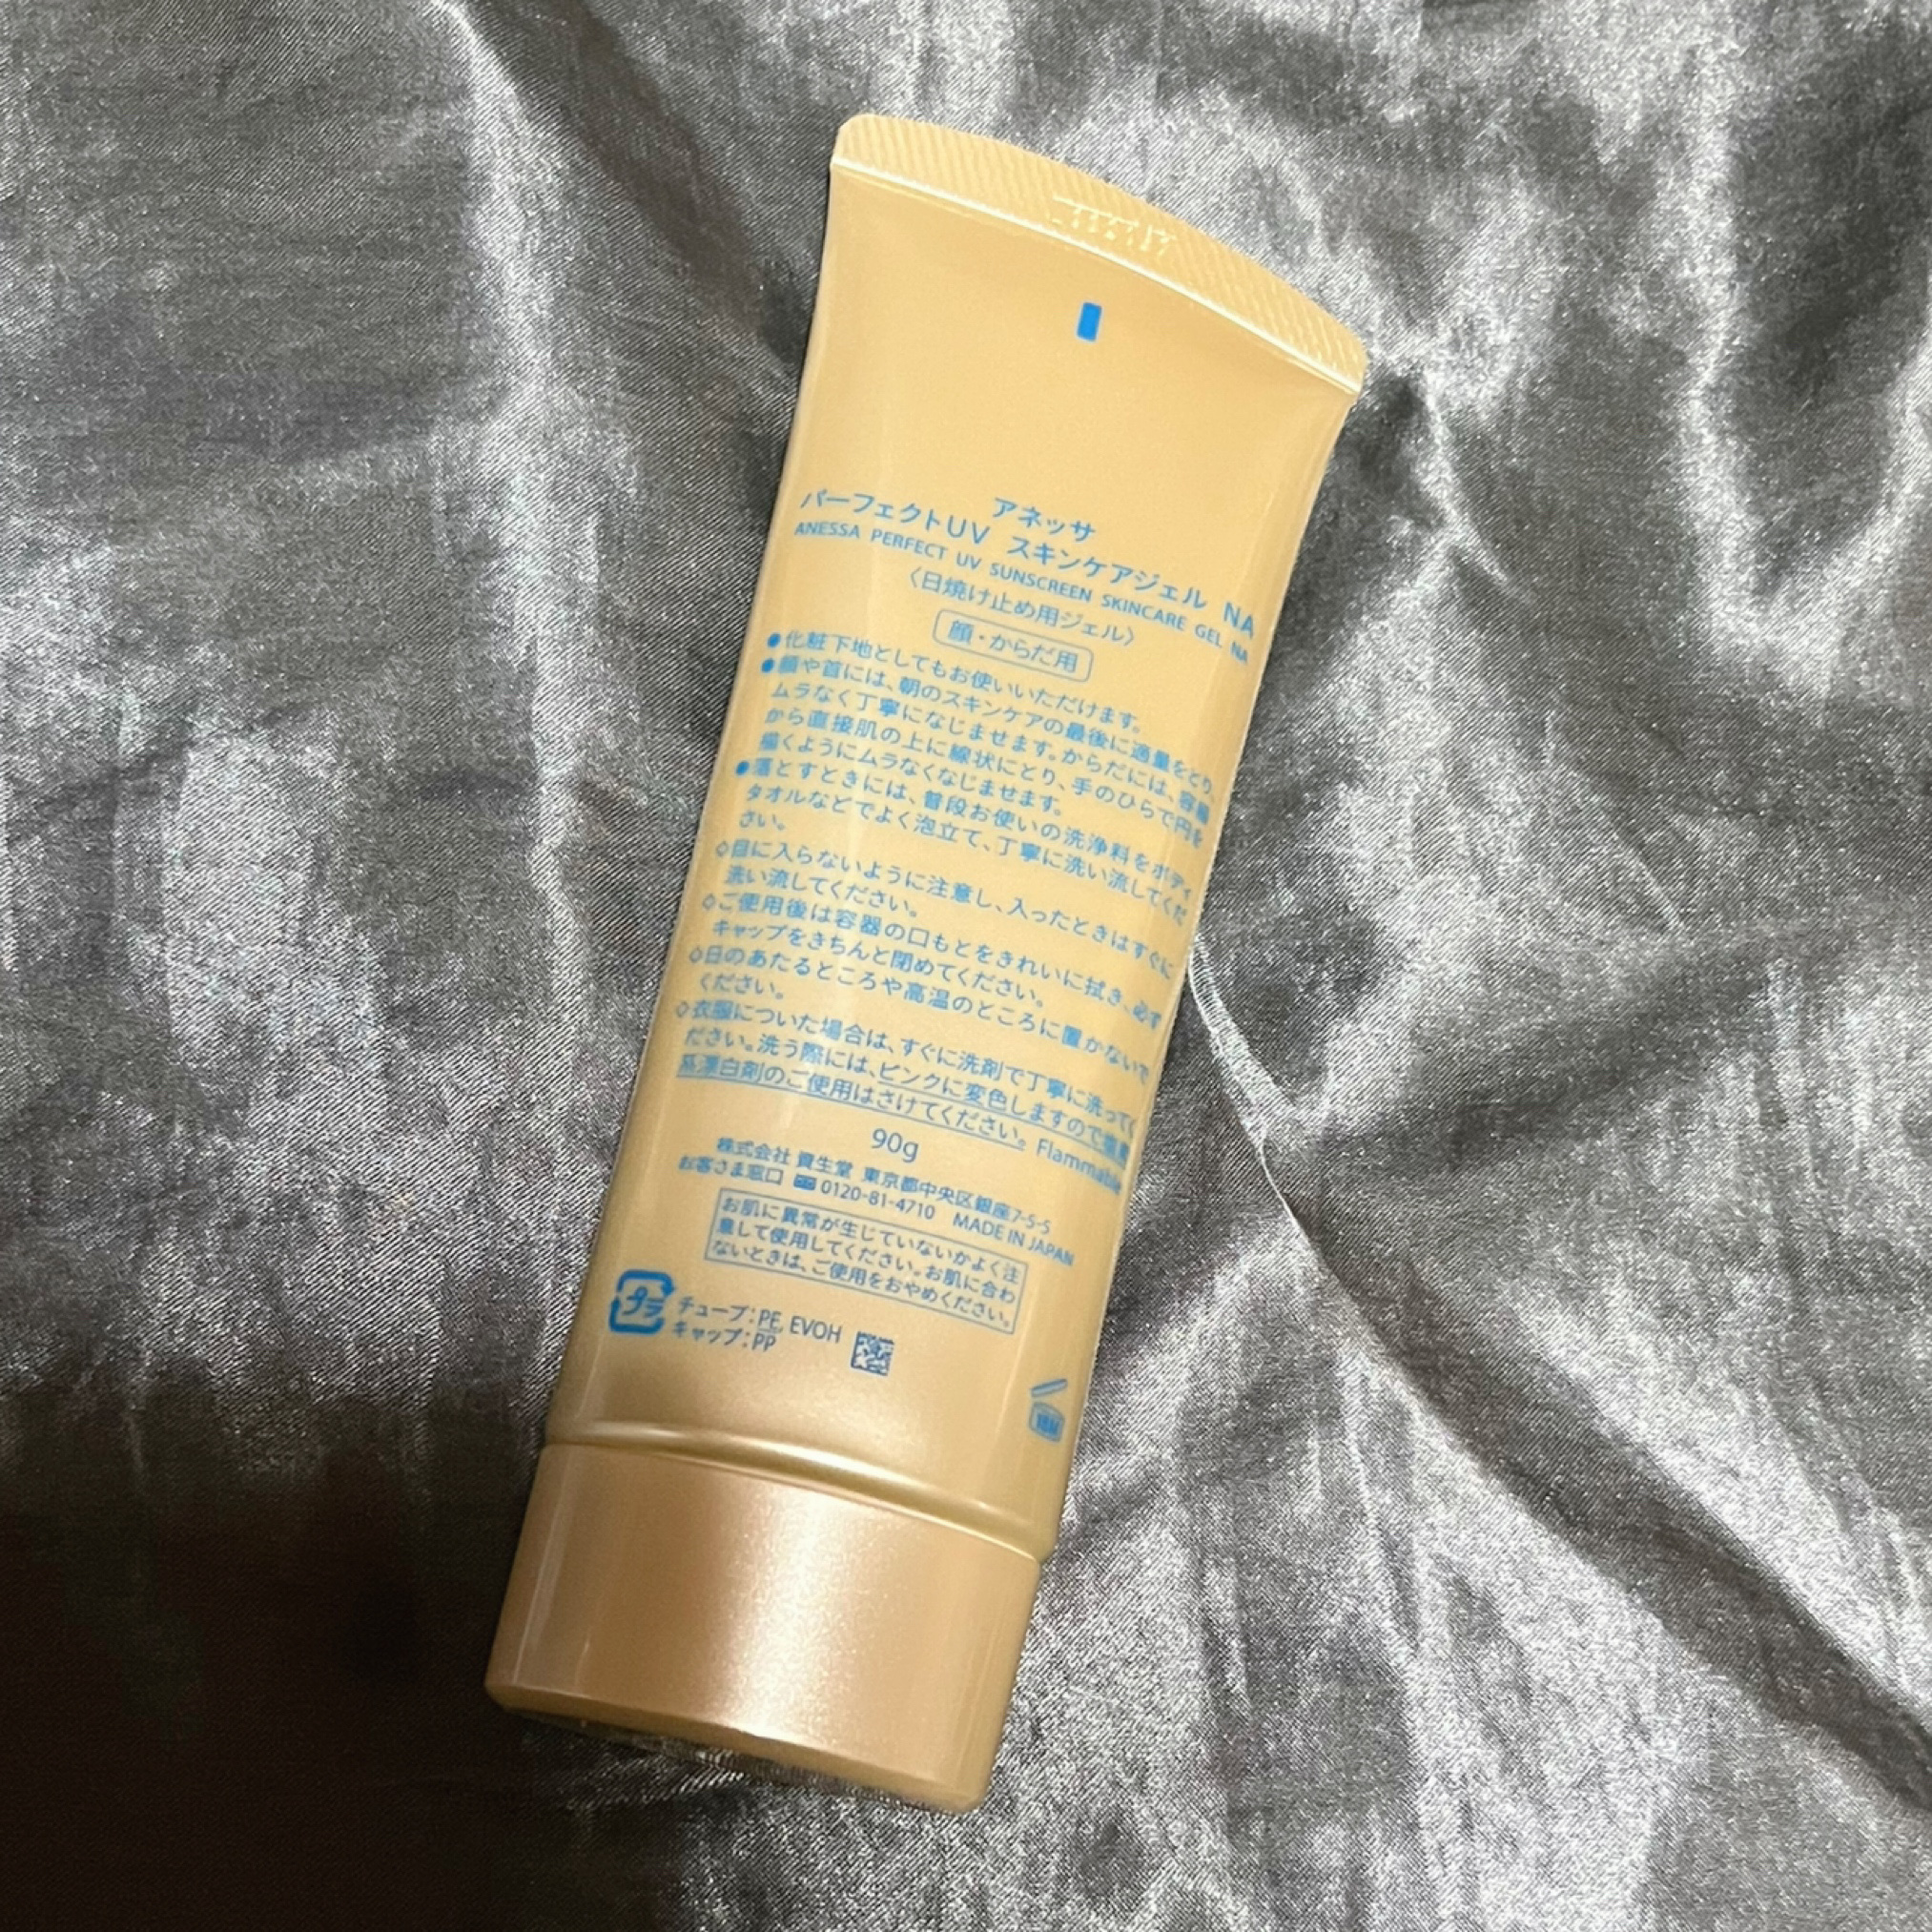 アネッサ
パーフェクトUV スキンケアジェル NA
ANESSA PERFECT UV SUNSCREEN SKINCARE GEL NA
〈日焼け止め用ジェル〉
顔・からだ用
●化粧下地としてもお使いいただけます。
●顔や首には、朝のスキンケアの最後に適量をとり、
ムラなく丁寧になじませます。からだには、容器
から直接肌の上に線状にとり、手のひらで円を
描くようにムラなくなじませます。
●落とすときには、普段お使いの洗浄料をボディ
タオルなどでよく泡立て、丁寧に洗い流してくだ
さい。
◇目に入らないように注意し、入ったときはすぐに
洗い流してください。
◇ご使用後は容器の口もとをきれいに拭き、必ず
キャップをきちんと閉めてください。
◇日のあたるところや高温のところに置かないで
ください。
◇衣服についた場合は、すぐに洗剤で丁寧に洗ってく
ださい。洗う際には、ピンクに変色しますので塩素
系漂白剤のご使用はさけてください。 Flammable
90g
株式会社 資生堂 東京都中央区銀座7-5-5
お客さま窓口 0120-81-4710 MADE IN JAPAN
お肌に異常が生じていないかよく注
意して使用してください。お肌に合わ
ないときは、ご使用をおやめください。
プラ チューブ：PE, EVOH
キャップ：PP
18M